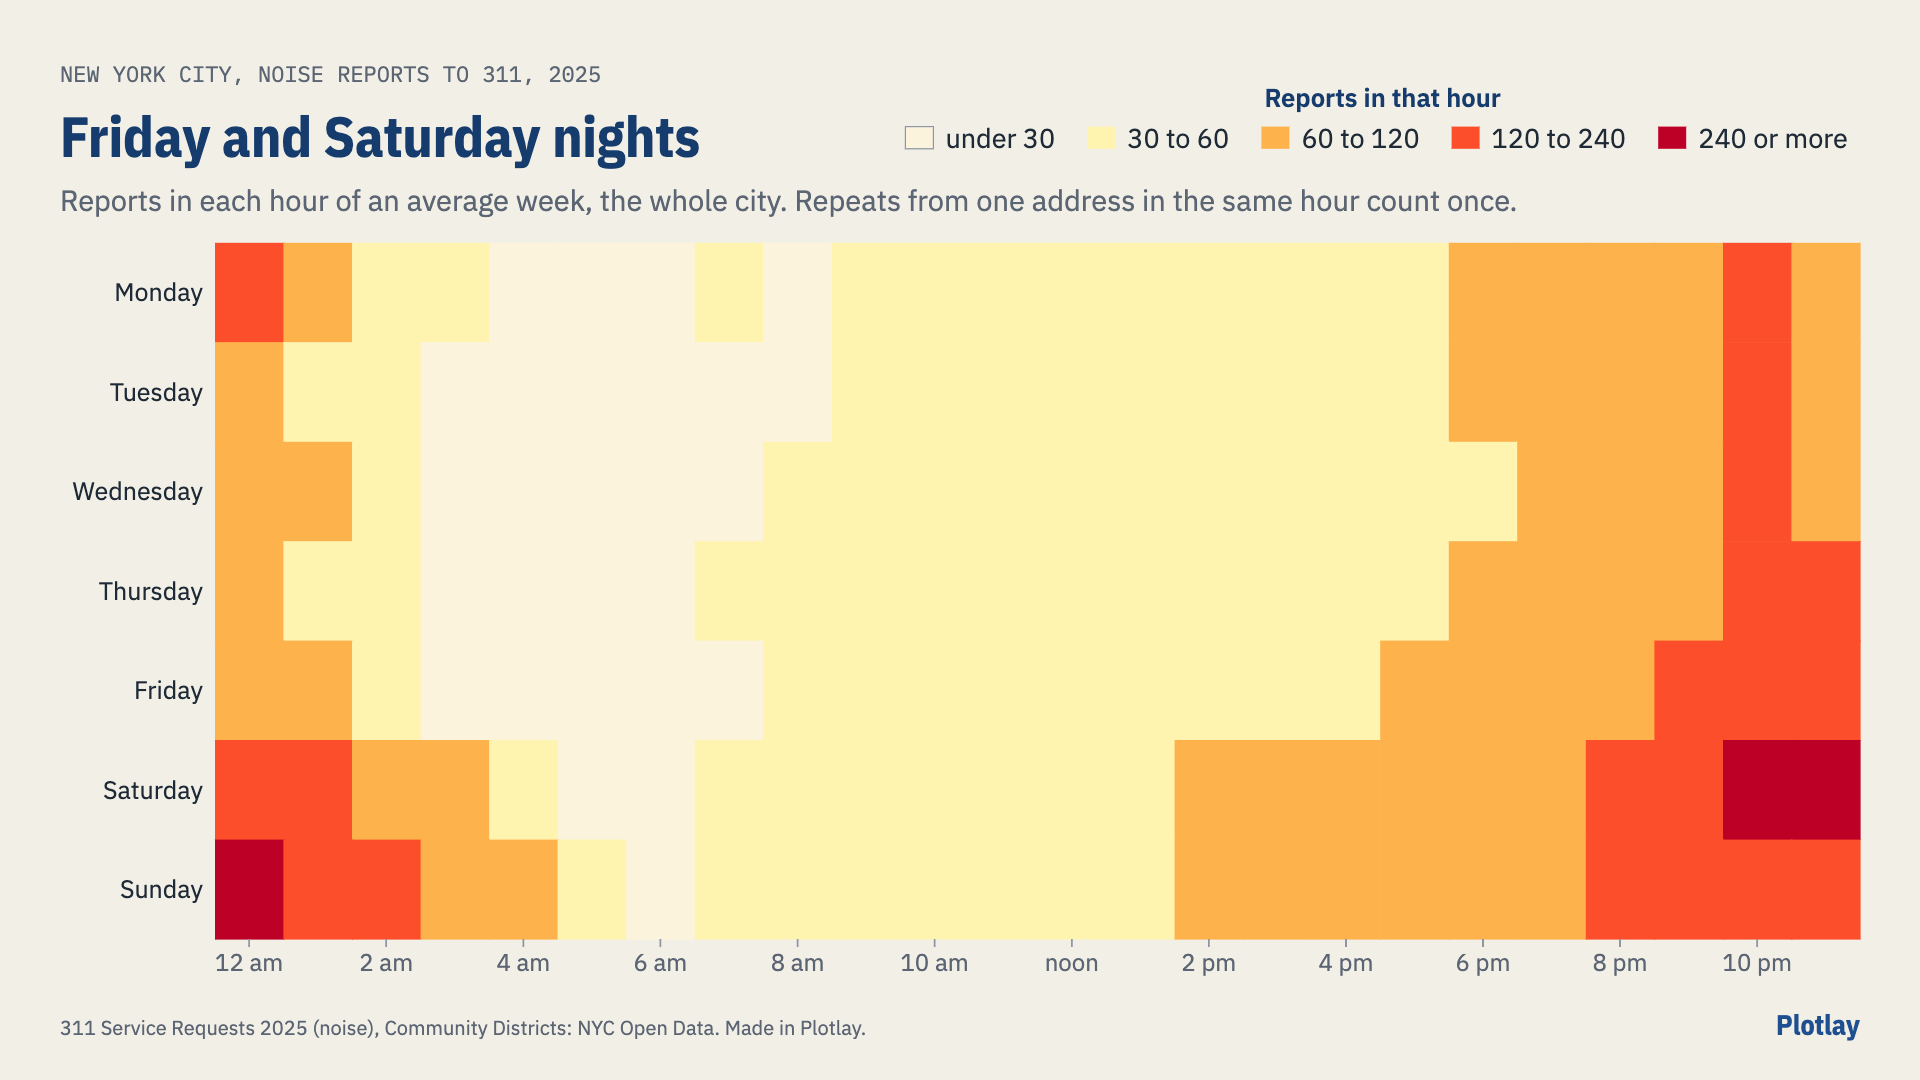 NEW YORK CITY, NOISE REPORTS TO 311, 2025
Friday and Saturday nights
Reports in that hour
under 30
30 to 60
60 to 120
120 to 240
240 or more
Reports in each hour of an average week, the whole city. Repeats from one address in the same hour count once.
Monday
Tuesday
Wednesday
Thursday
Friday
Saturday
Sunday
12 am
2 am
4 am
6 am
8 am
10 am
noon
2 pm
4 pm
6 pm
8 pm
10 pm
311 Service Requests 2025 (noise), Community Districts: NYC Open Data. Made in Plotlay.
Plotlay